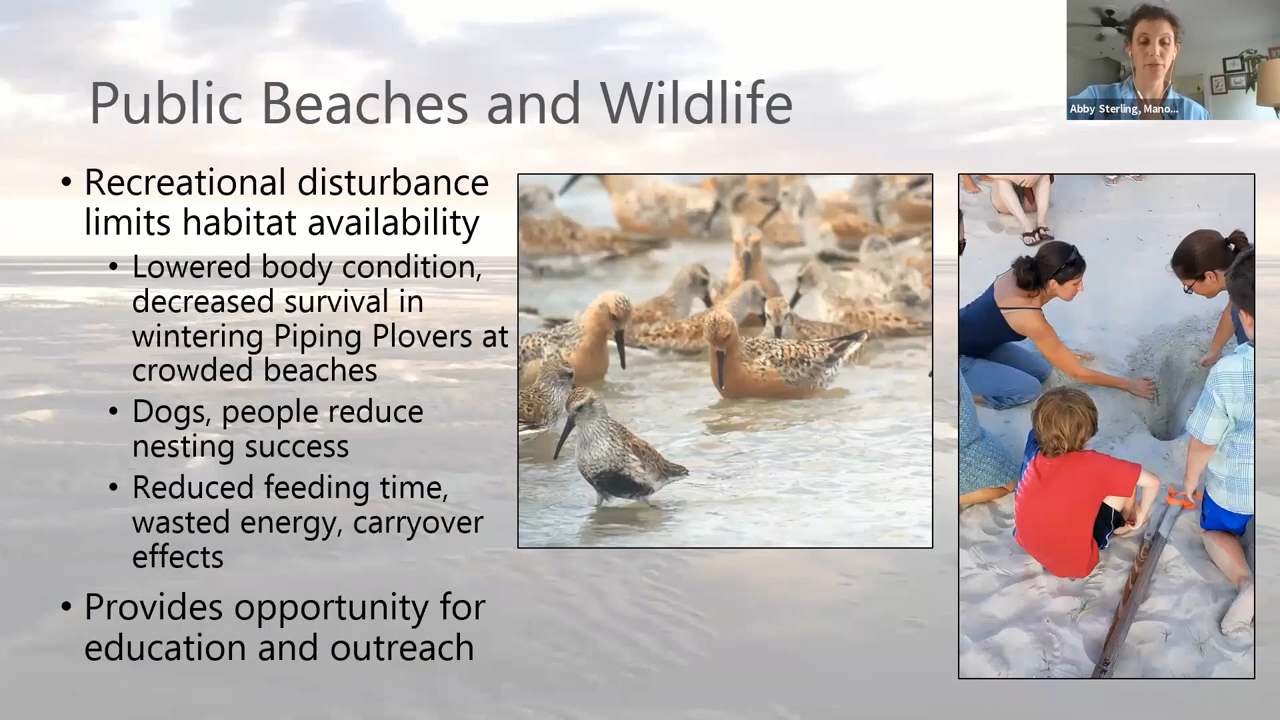 Public Beaches and Wildlife
Abby Sterling, Mano...
• Recreational disturbance
limits habitat availability
• Lowered body condition,
decreased survival in
wintering Piping Plovers at
crowded beaches
• Dogs, people reduce
nesting success
• Reduced feeding time,
wasted energy, carryover
effects
• Provides opportunity for
education and outreach